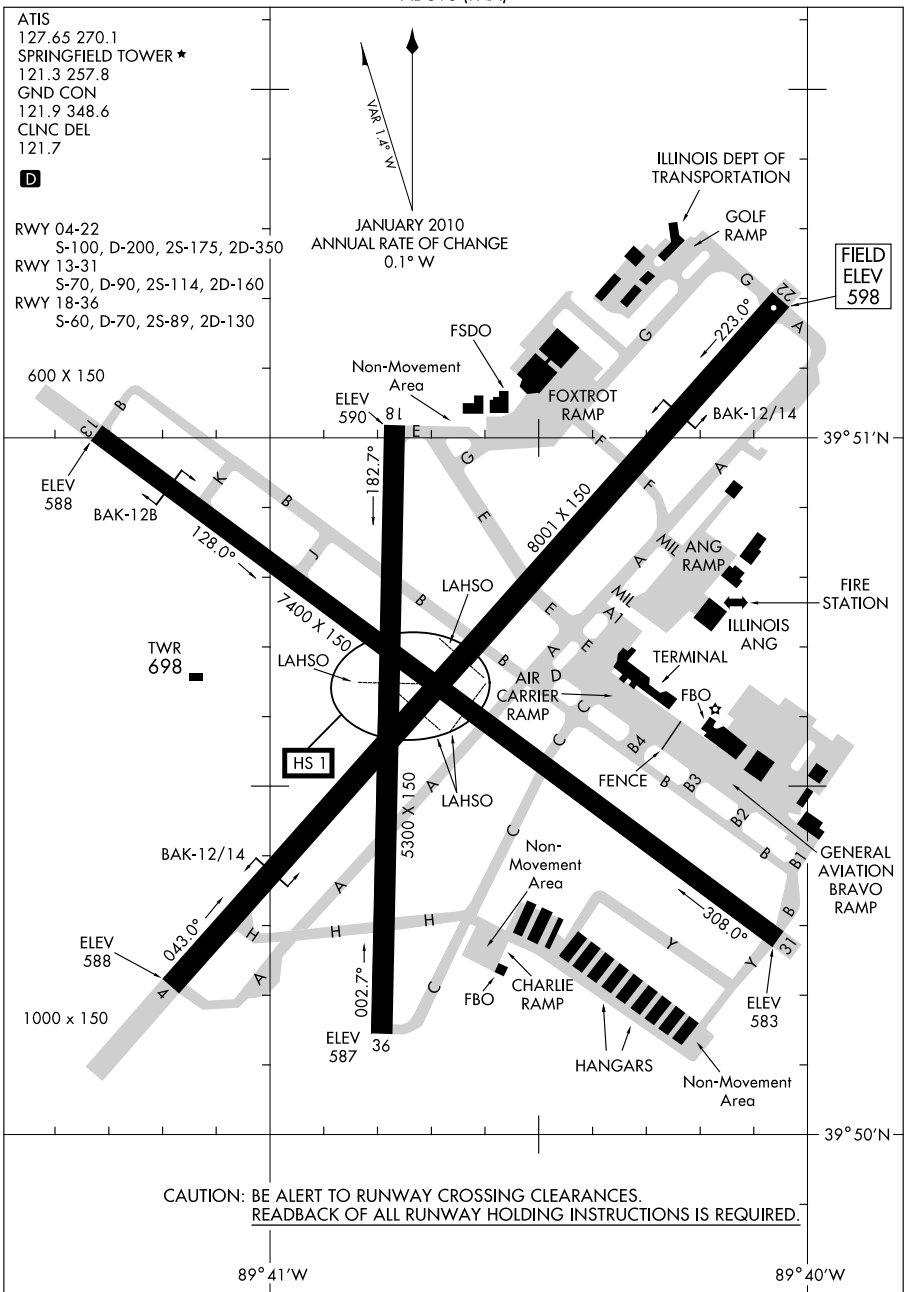 ATIS
127.65 270.1
SPRINGFIELD TOWER ★
121.3 257.8
GND CON
121.9 348.6
CLNC DEL
121.7
D
RWY 04-22
S-100, D-200, 2S-175, 2D-350
RWY 13-31
S-70, D-90, 2S-114, 2D-160
RWY 18-36
S-60, D-70, 2S-89, 2D-130
VAR 1.4° W
JANUARY 2010
ANNUAL RATE OF CHANGE
0.1° W
ILLINOIS DEPT OF
TRANSPORTATION
GOLF
RAMP
FIELD
ELEV
598
G
22
A
223.0°
G
FSDO
Non-Movement
Area
FOXTROT
RAMP
BAK-12/14
600 X 150
B
13
ELEV
590
18
E
G
F
39°51'N
ELEV
588
BAK-12B
K
B
182.7°
E
F
A
8001 X 150
128.0°
J
MIL
A
ANG
RAMP
7400 X 150
B
LAHSO
E
MIL
A1
FIRE
STATION
ILLINOIS
ANG
TWR
698
LAHSO
B
A
E
D
TERMINAL
AIR
CARRIER
RAMP
FBO
C
C
B4
HS 1
FENCE
B
B3
LAHSO
A
5300 X 150
C
B2
B
B1
GENERAL
AVIATION
BRAVO
RAMP
BAK-12/14
Non-
Movement
Area
A
H
H
H
043.0°
308.0°
B
31
Y
Y
ELEV
588
4
A
002.7°
C
FBO
CHARLIE
RAMP
ELEV
583
1000 x 150
ELEV
587
36
HANGARS
Non-Movement
Area
39°50'N
CAUTION: BE ALERT TO RUNWAY CROSSING CLEARANCES.
READBACK OF ALL RUNWAY HOLDING INSTRUCTIONS IS REQUIRED.
89°41'W
89°40'W